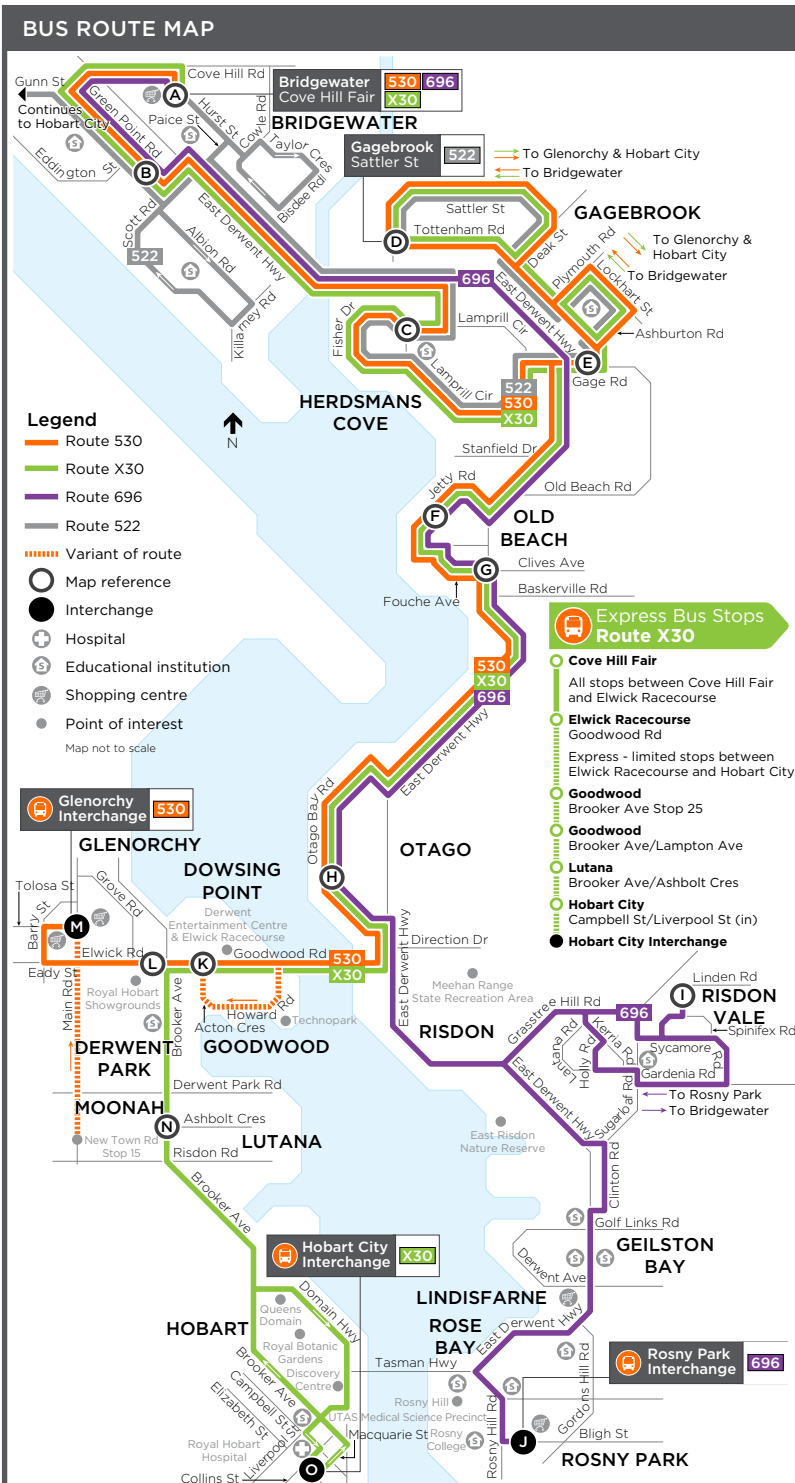 BUS ROUTE MAP
Gunn St
Continues
to Hobart City
Cove Hill Rd
A
Bridgewater
Cove Hill Fair
530
696
X30
BRIDGEWATER
Green Point Rd
Paice St
Hurst St
Cowle Rd
Taylor Cres
Bisdee Rd
Eddington
St
B
Scott Rd
522
Albion Rd
Killarney Rd
East Derwent Hwy
Gagebrook
Sattler St
522
To Glenorchy & Hobart City
To Bridgewater
GAGEBROOK
Sattler St
Tottenham Rd
D
Deak St
Plymouth Rd
Lockhart St
To Glenorchy &
Hobart City
To Bridgewater
696
East Derwent Hwy
Ashburton Rd
Fisher Dr
C
Lamprill Cir
Lamprill Cir
E
Gage Rd
522
530
X30
HERDSMANS
COVE
Stanfield Dr
Old Beach Rd
Jetty Rd
F
OLD
BEACH
G
Clives Ave
Baskerville Rd
Fouche Ave
Legend
N
Route 530
Route X30
Route 696
Route 522
Variant of route
Map reference
Interchange
Hospital
Educational institution
Shopping centre
Point of interest
Map not to scale
Express Bus Stops
Route X30
Cove Hill Fair
All stops between Cove Hill Fair
and Elwick Racecourse
Elwick Racecourse
Goodwood Rd
Express - limited stops between
Elwick Racecourse and Hobart City
Goodwood
Brooker Ave Stop 25
Goodwood
Brooker Ave/Lampton Ave
Lutana
Brooker Ave/Ashbolt Cres
Hobart City
Campbell St/Liverpool St (in)
Hobart City Interchange
530
X30
696
East Derwent Hwy
Otago Bay Rd
OTAGO
H
Glenorchy
Interchange
530
GLENORCHY
Tolosa St
Barry St
Grove Rd
M
Elwick Rd
L
K
Eady St
Main Rd
DOWSING
POINT
Derwent
Entertainment Centre
& Elwick Racecourse
Goodwood Rd
530
X30
Royal Hobart
Showgrounds
Brooker Ave
Howard
Rd
Acton Cres
Technopark
GOODWOOD
DERWENT
PARK
Derwent Park Rd
MOONAH
N
Ashbolt Cres
LUTANA
New Town Rd
Stop 15
Risdon Rd
Brooker Ave
Direction Dr
East Derwent Hwy
Meehan Range
State Recreation Area
RISDON
Grasstree Hill Rd
696
I
Linden Rd
RISDON
VALE
Spinifex Rd
Lantana Rd
Holly Rd
Kerria Rd
Sycamore
Rd
Gardenia Rd
Sugarloaf Rd
To Rosny Park
To Bridgewater
East Derwent Hwy
East Risdon
Nature Reserve
Clinton Rd
Golf Links Rd
GEILSTON
BAY
Derwent Ave
LINDISFARNE
East Derwent Hwy
ROSE
BAY
Hobart City
Interchange
X30
HOBART
Queens
Domain
Domain Hwy
Royal Botanic
Gardens
Discovery
Centre
Brooker Ave
Campbell St
Elizabeth St
Liverpool St
UTAS Medical Science Precinct
Macquarie St
Royal Hobart
Hospital
Collins St
O
Tasman Hwy
Rosny Hill
Rosny
College
Rosny Hill Rd
J
Rosny Park
Interchange
696
Gordons Hill Rd
Bligh St
ROSNY PARK